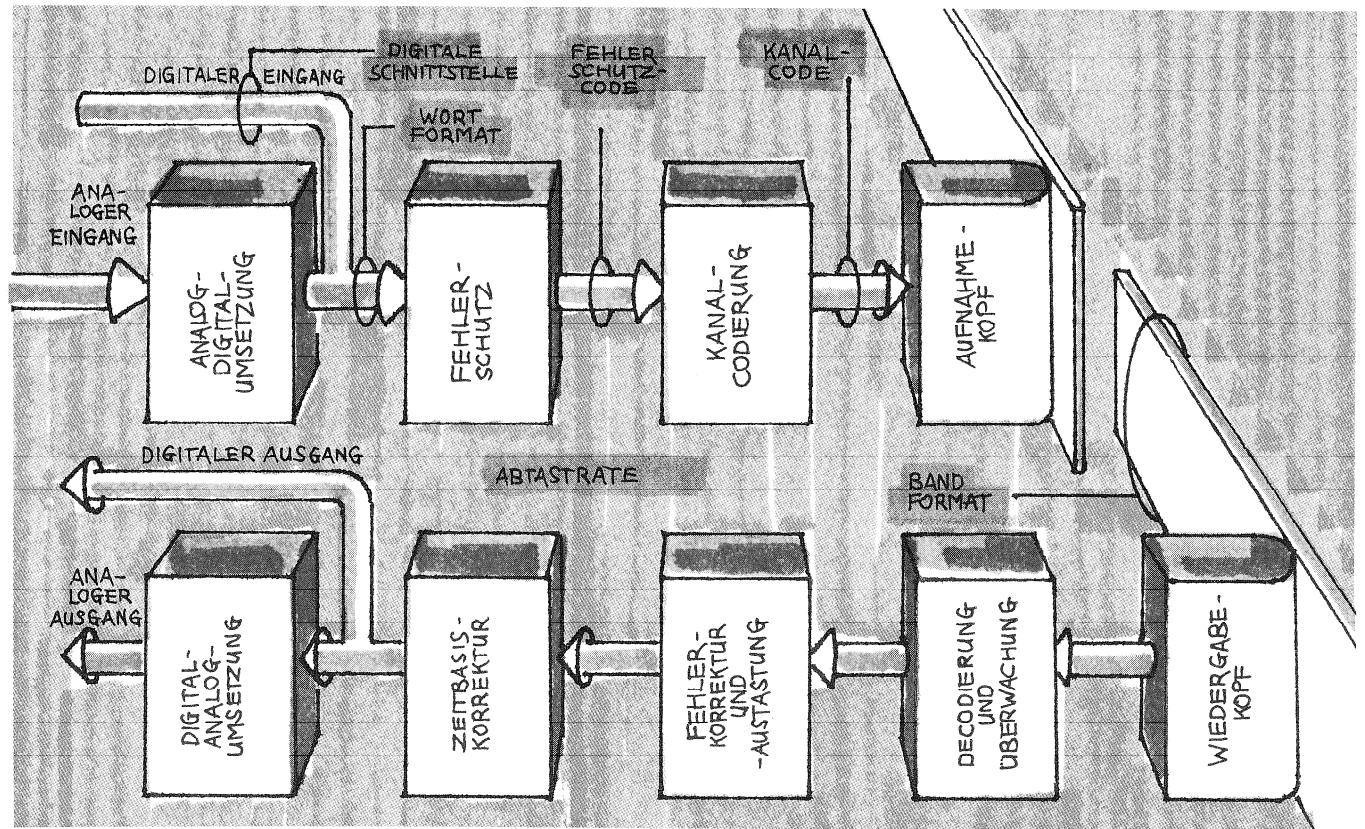 DIGITALER EINGANG
DIGITALE
SCHNITTSTELLE
FEHLER
SCHUTZ-
CODE
KANAL-
CODE
WORT
FORMAT
ANA-
LOGER
EINGANG
ANALOG-
DIGITAL-
UMSETZUNG
FEHLER-
SCHUTZ
KANAL-
CODIERUNG
AUFNAHME-
KOPF
DIGITALER AUSGANG
ABTASTRATE
BAND
FORMAT
ANA-
LOGER
AUSGANG
DIGITAL-
ANALOG-
UMSETZUNG
ZEITBASIS-
KORREKTUR
FEHLER-
KORREKTUR
UND
-AUSTASTUNG
DECODIERUNG
UND
ÜBERWACHUNG
WIEDERGABE-
KOPF